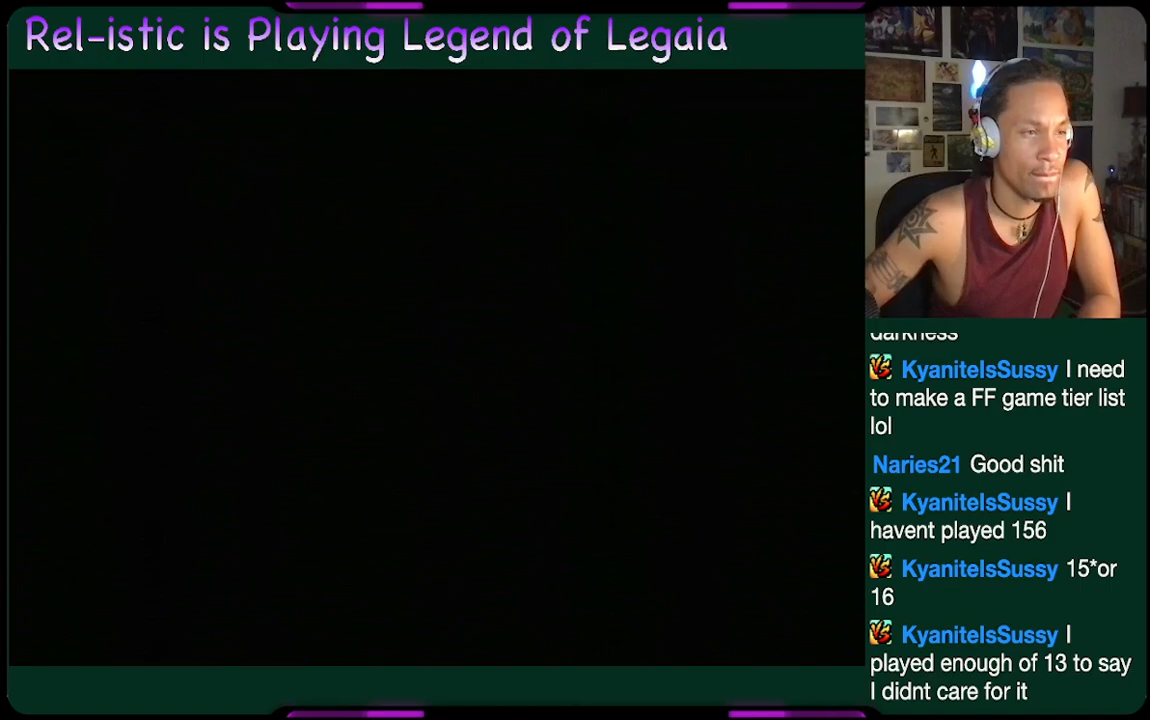 Rel-istic is Playing Legend of Legaia
darkness
KyaniteIsSussy I need
to make a FF game tier list
lol
Naries21 Good shit
KyaniteIsSussy I
havent played 156
KyaniteIsSussy 15*or
16
KyaniteIsSussy I
played enough of 13 to say
I didnt care for it